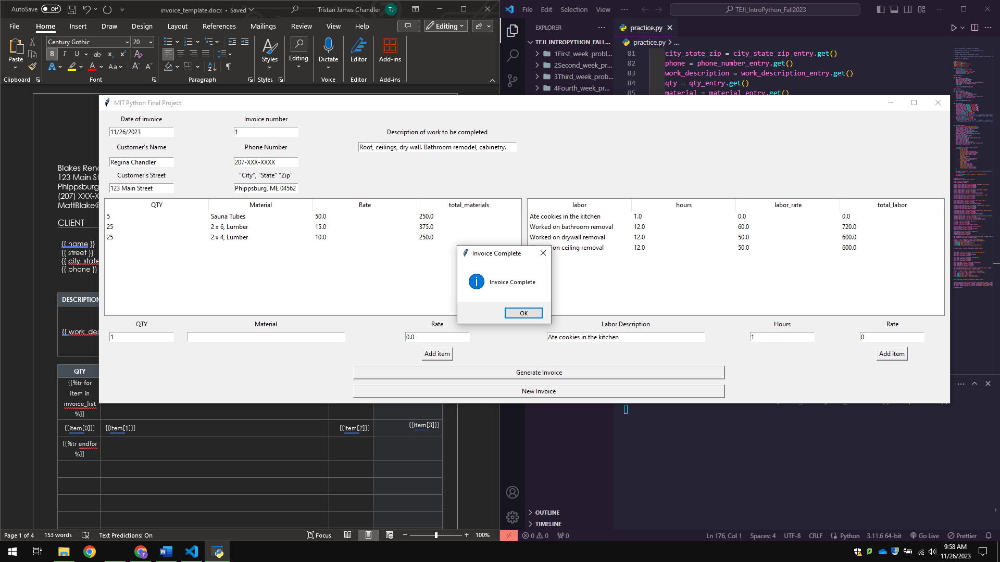 AutoSave Off
invoice_template.docx • Saved
Tristan James Chandler TJ
File Home Insert Draw Design Layout References Mailings Review View Help
Editing
Century Gothic 20
Paste
B I U ab x₂ x²
A A Aa A A
Styles
Editing
Dictate
Editor
Add-ins
Clipboard Font Paragraph Styles Voice Editor Add-ins
Blakes Reno
123 Main St
Phippsburg
(207) XXX-X
MattBlake@
CLIENT
{{ name }}
{{ street }}
{{ city_state
{{ phone }}
DESCRIPTION
{{ work_des
QTY
{{%tr for
item in
invoice_list
%}}
{{item[0]}} {{item[1]}} {{item[2]}} {{item[3]}}
{{%tr endfor
%}}
Page 1 of 4 153 words Text Predictions: On Focus 100%
File Edit Selection View ···
TEJI_IntroPython_Fall2023
EXPLORER
TEJI_INTROPYTHON_FALL...
1First_week_probl...
2Second_week_pr...
3Third_week_prob...
4Fourth_week_pr...
practice.py
practice.py > ...
81 city_state_zip = city_state_zip_entry.get()
82 phone = phone_number_entry.get()
83 work_description = work_description_entry.get()
84 qty = qty_entry.get()
85 material = material_entry.get()
MIT Python Final Project
Date of invoice
11/26/2023
Invoice number
1
Description of work to be completed
Roof, ceilings, dry wall. Bathroom remodel, cabinetry.
Customer's Name
Regina Chandler
Phone Number
207-XXX-XXXX
Customer's Street
123 Main Street
"City", "State" "Zip"
Phippsburg, ME 04562
QTY Material Rate total_materials
5 Sauna Tubes 50.0 250.0
25 2 x 6, Lumber 15.0 375.0
25 2 x 4, Lumber 10.0 250.0
labor hours labor_rate total_labor
Ate cookies in the kitchen 1.0 0.0 0.0
Worked on bathroom removal 12.0 60.0 720.0
Worked on drywall removal 12.0 50.0 600.0
on ceiling removal 12.0 50.0 600.0
Invoice Complete
Invoice Complete
OK
QTY Material Rate
1 0.0
Add item
Labor Description Hours Rate
Ate cookies in the kitchen 1 0
Add item
Generate Invoice
New Invoice
OUTLINE
TIMELINE
0 0 0
Ln 176, Col 1 Spaces: 4 UTF-8 CRLF Python 3.11.6 64-bit Go Live Prettier
9:58 AM
11/26/2023